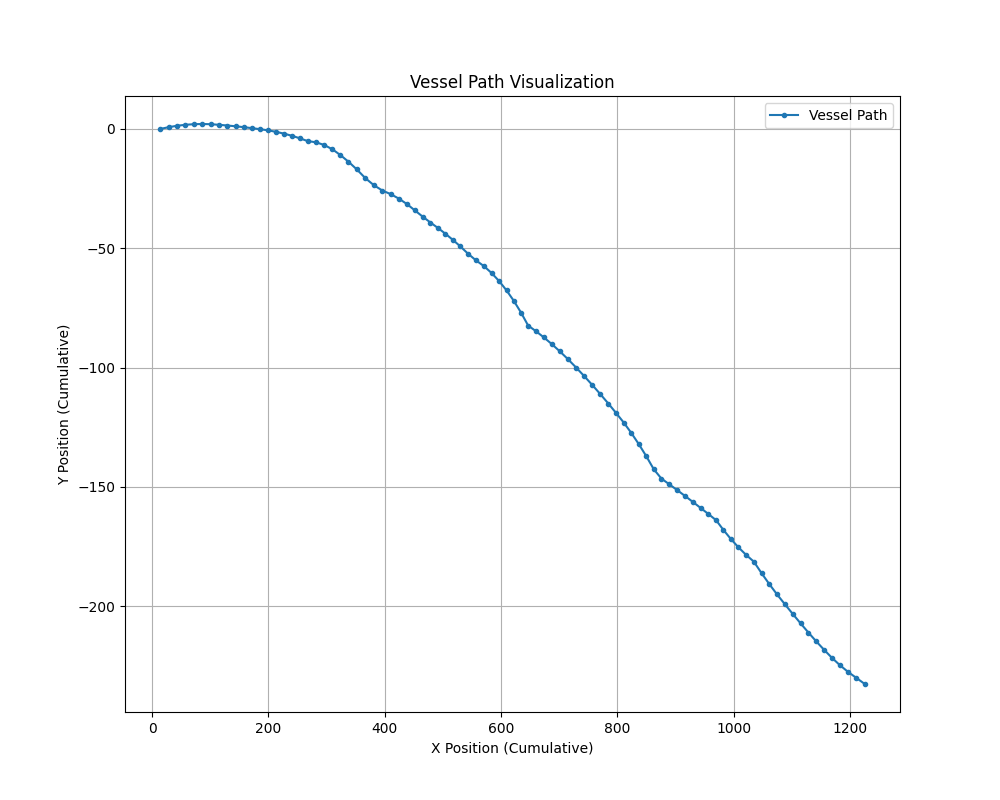 Vessel Path Visualization
Vessel Path
0
−50
−100
−150
−200
Y Position (Cumulative)
0 200 400 600 800 1000 1200
X Position (Cumulative)